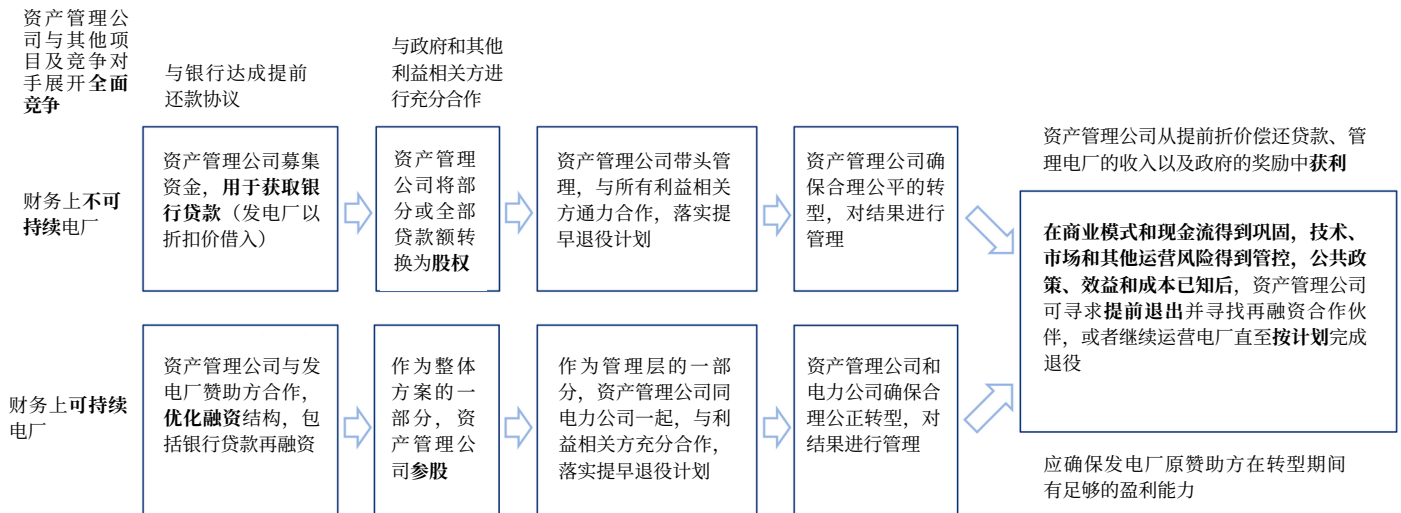 资产管理公
司与其他项
目及竞争对
手展开全面
竞争
与银行达成提前
还款协议
与政府和其他
利益相关方进
行充分合作
财务上不可
持续电厂
资产管理公司募集
资金，用于获取银
行贷款（发电厂以
折扣价借入）
资产管理
公司将部
分或全部
贷款额转
换为股权
资产管理公司带头管
理，与所有利益相关
方通力合作，落实提
早退役计划
资产管理公司确
保合理公平的转
型，对结果进行
管理
资产管理公司从提前折价偿还贷款、管
理电厂的收入以及政府的奖励中获利
在商业模式和现金流得到巩固，技术、
市场和其他运营风险得到管控，公共政
策、效益和成本已知后，资产管理公司
可寻求提前退出并寻找再融资合作伙
伴，或者继续运营电厂直至按计划完成
退役
财务上可持续
电厂
资产管理公司与发
电厂赞助方合作，
优化融资结构，包
括银行贷款再融资
作为整体
方案的一
部分，资
产管理公
司参股
作为管理层的一部
分，资产管理公司同
电力公司一起，与利
益相关方充分合作，
落实提早退役计划
资产管理公司和
电力公司确保合
理公正转型，对
结果进行管理
应确保发电厂原赞助方在转型期间
有足够的盈利能力